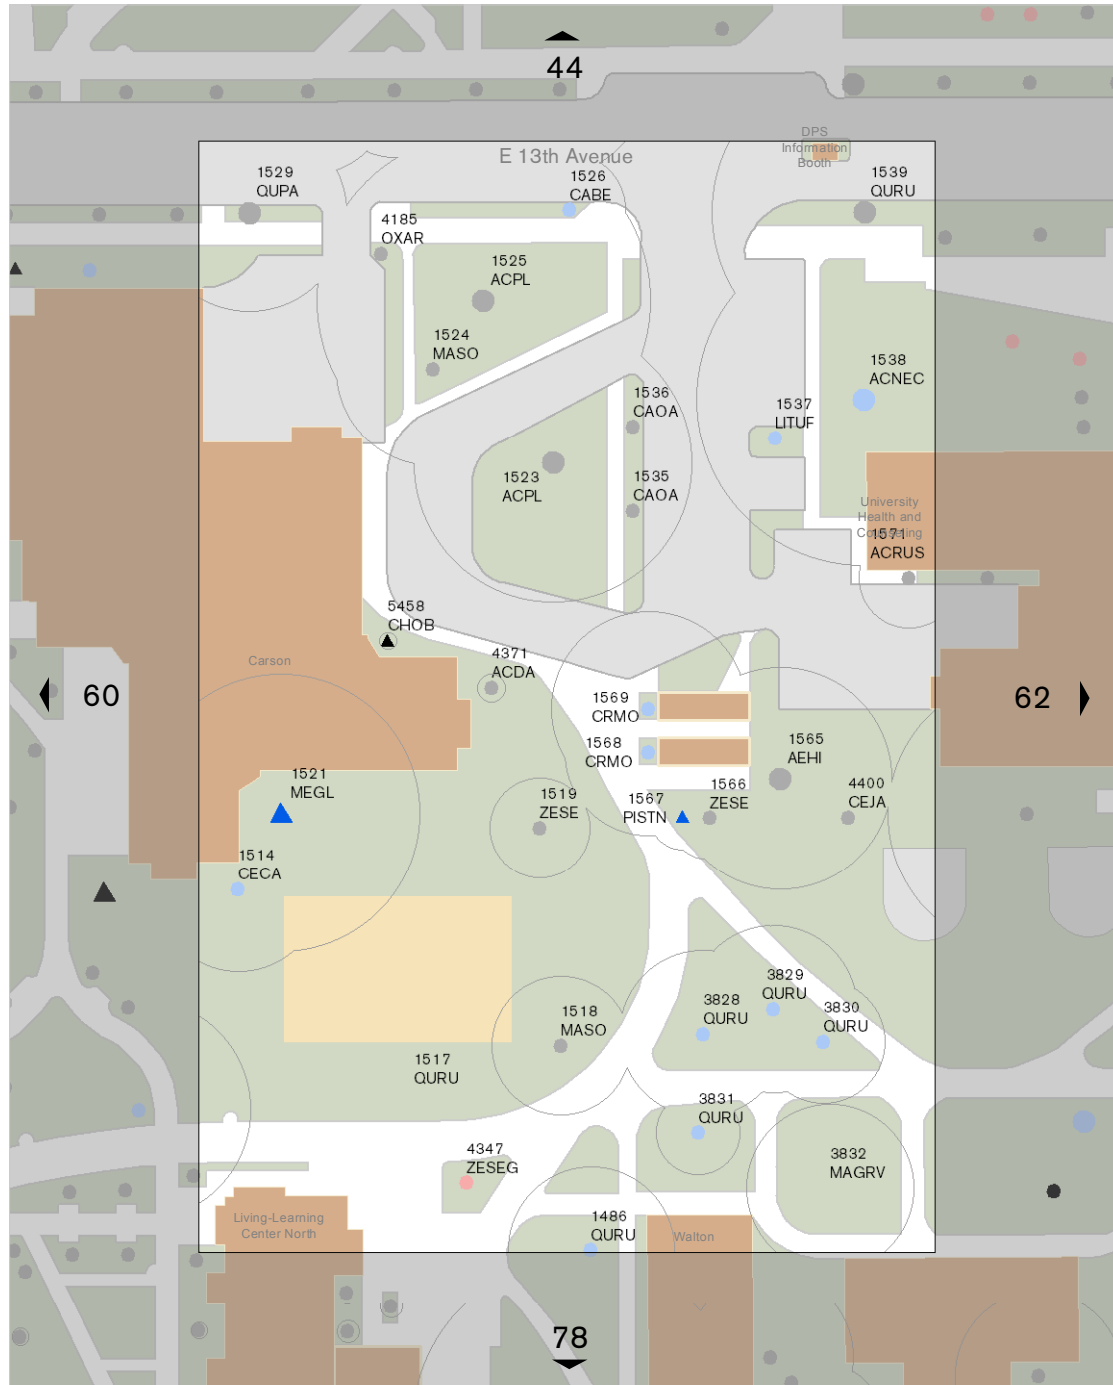 44
DPS
Information
Booth
E 13th Avenue
1529
QUPA
1526
CABE
1539
QURU
4185
OXAR
1525
ACPL
1524
MASO
1538
ACNEC
1536
CAOA
1537
LITUF
1523
ACPL
1535
CAOA
University
Health and
Counseling
1571
ACRUS
5458
CHOB
4371
ACDA
Carson
60
62
1569
CRMO
1568
CRMO
1565
AEHI
1521
MEGL
1519
ZESE
1567
PISTN
1566
ZESE
4400
CEJA
1514
CECA
3829
QURU
3828
QURU
3830
QURU
1518
MASO
1517
QURU
3831
QURU
4347
ZESEG
3832
MAGRV
Living-Learning
Center North
1486
QURU
Walton
78